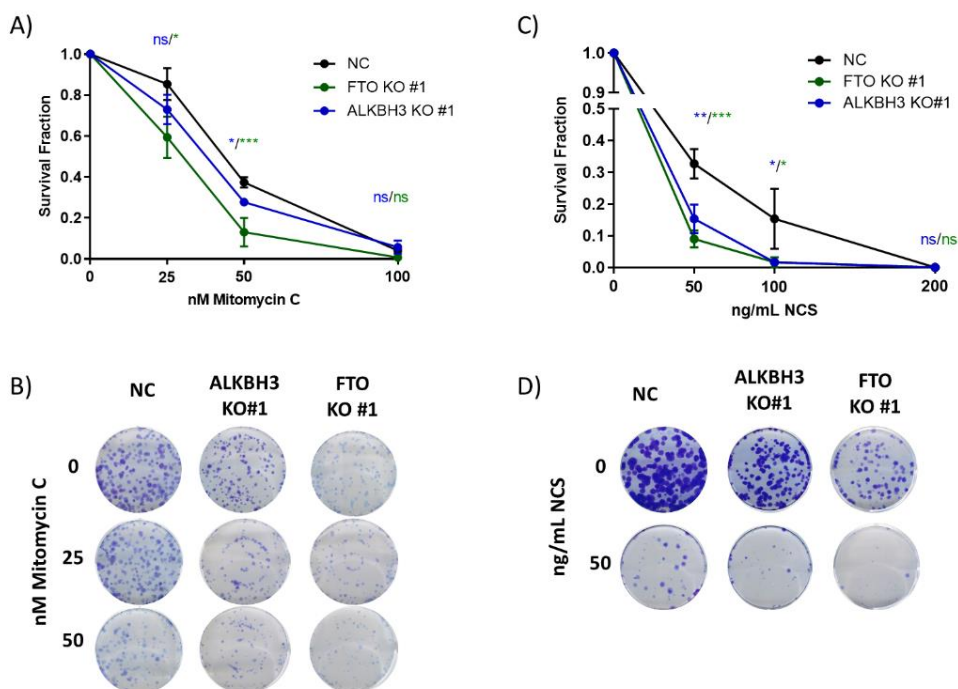 A)
ns/*
1.0
0.8
0.6
0.4
0.2
0.0
Survival Fraction
NC
FTO KO #1
ALKBH3 KO #1
*/***
ns/ns
0
25
50
100
nM Mitomycin C
C)
1.0
0.9
0.5
0.4
0.3
0.2
0.1
0.0
Survival Fraction
NC
FTO KO #1
ALKBH3 KO#1
**/***
*/*
ns/ns
0
50
100
200
ng/mL NCS
B)
NC
ALKBH3
KO#1
FTO
KO #1
nM Mitomycin C
0
25
50
D)
NC
ALKBH3
KO#1
FTO
KO #1
ng/mL NCS
0
50